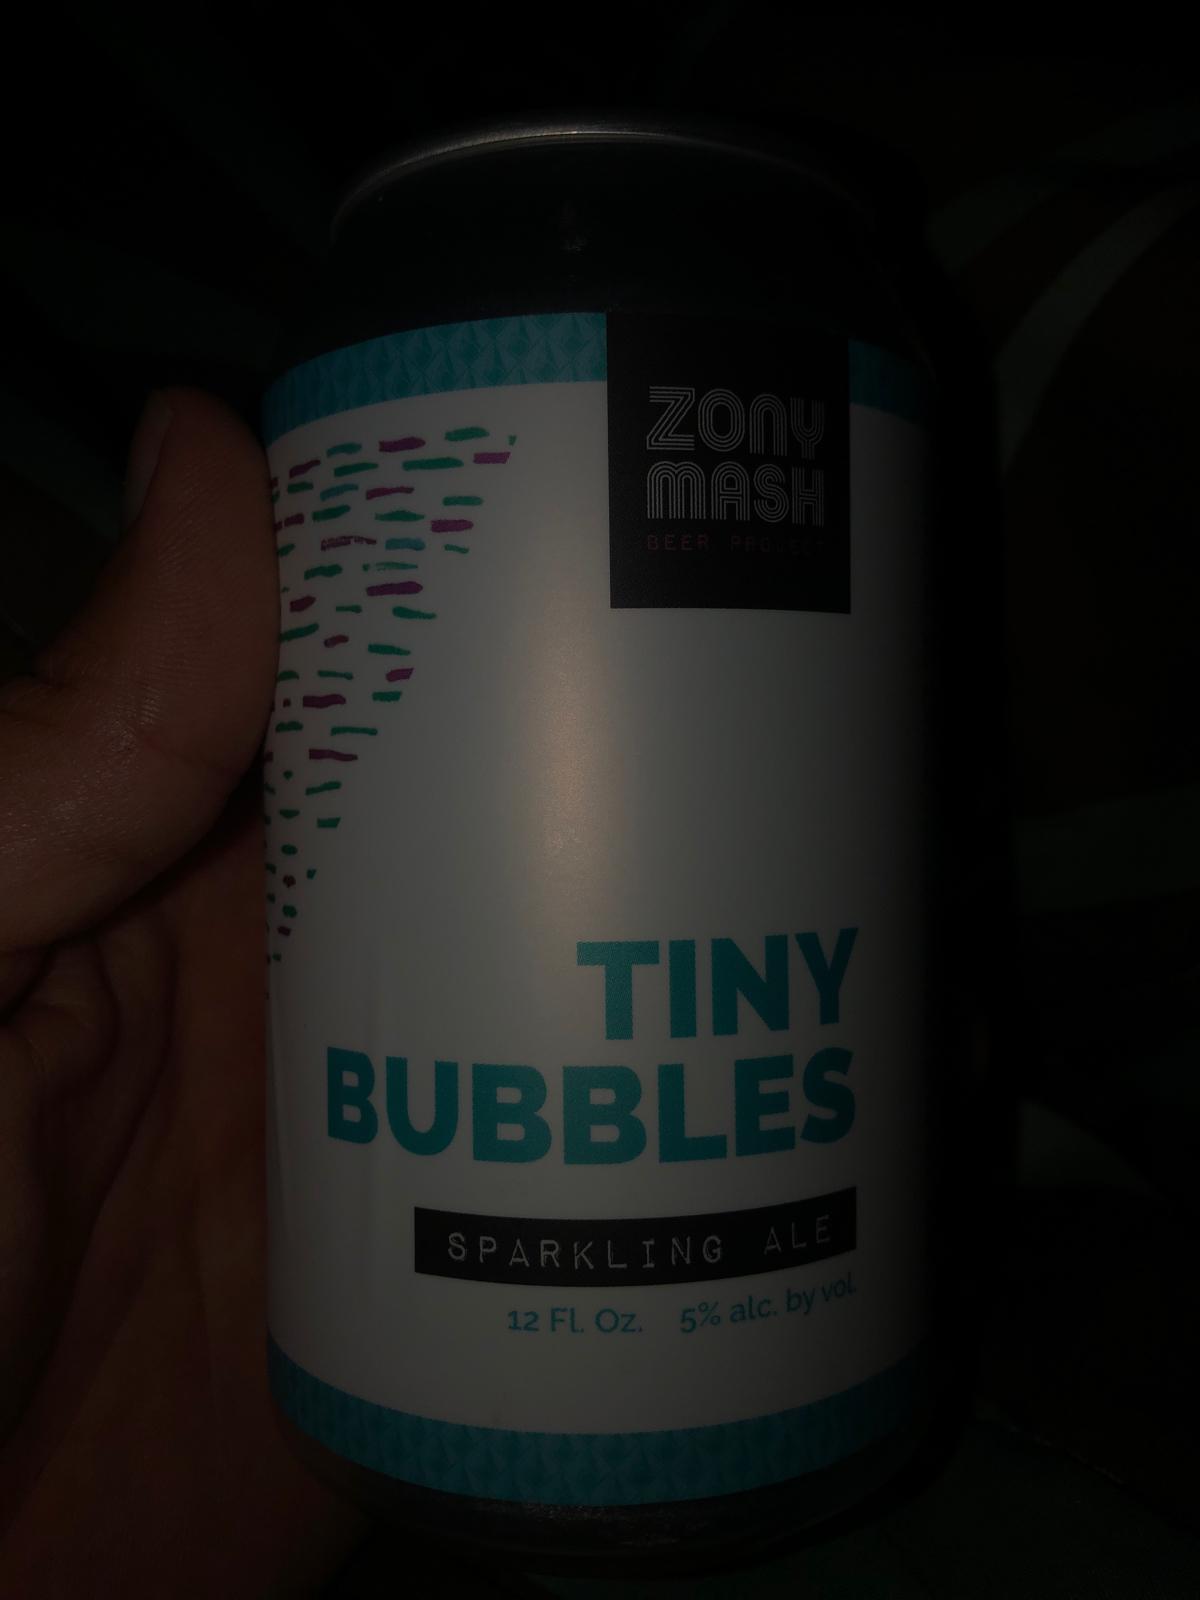 ZONY
MASH
BEER PROJECT
TINY
BUBBLES
SPARKLING ALE
12 Fl. Oz. 5% alc. by vol.